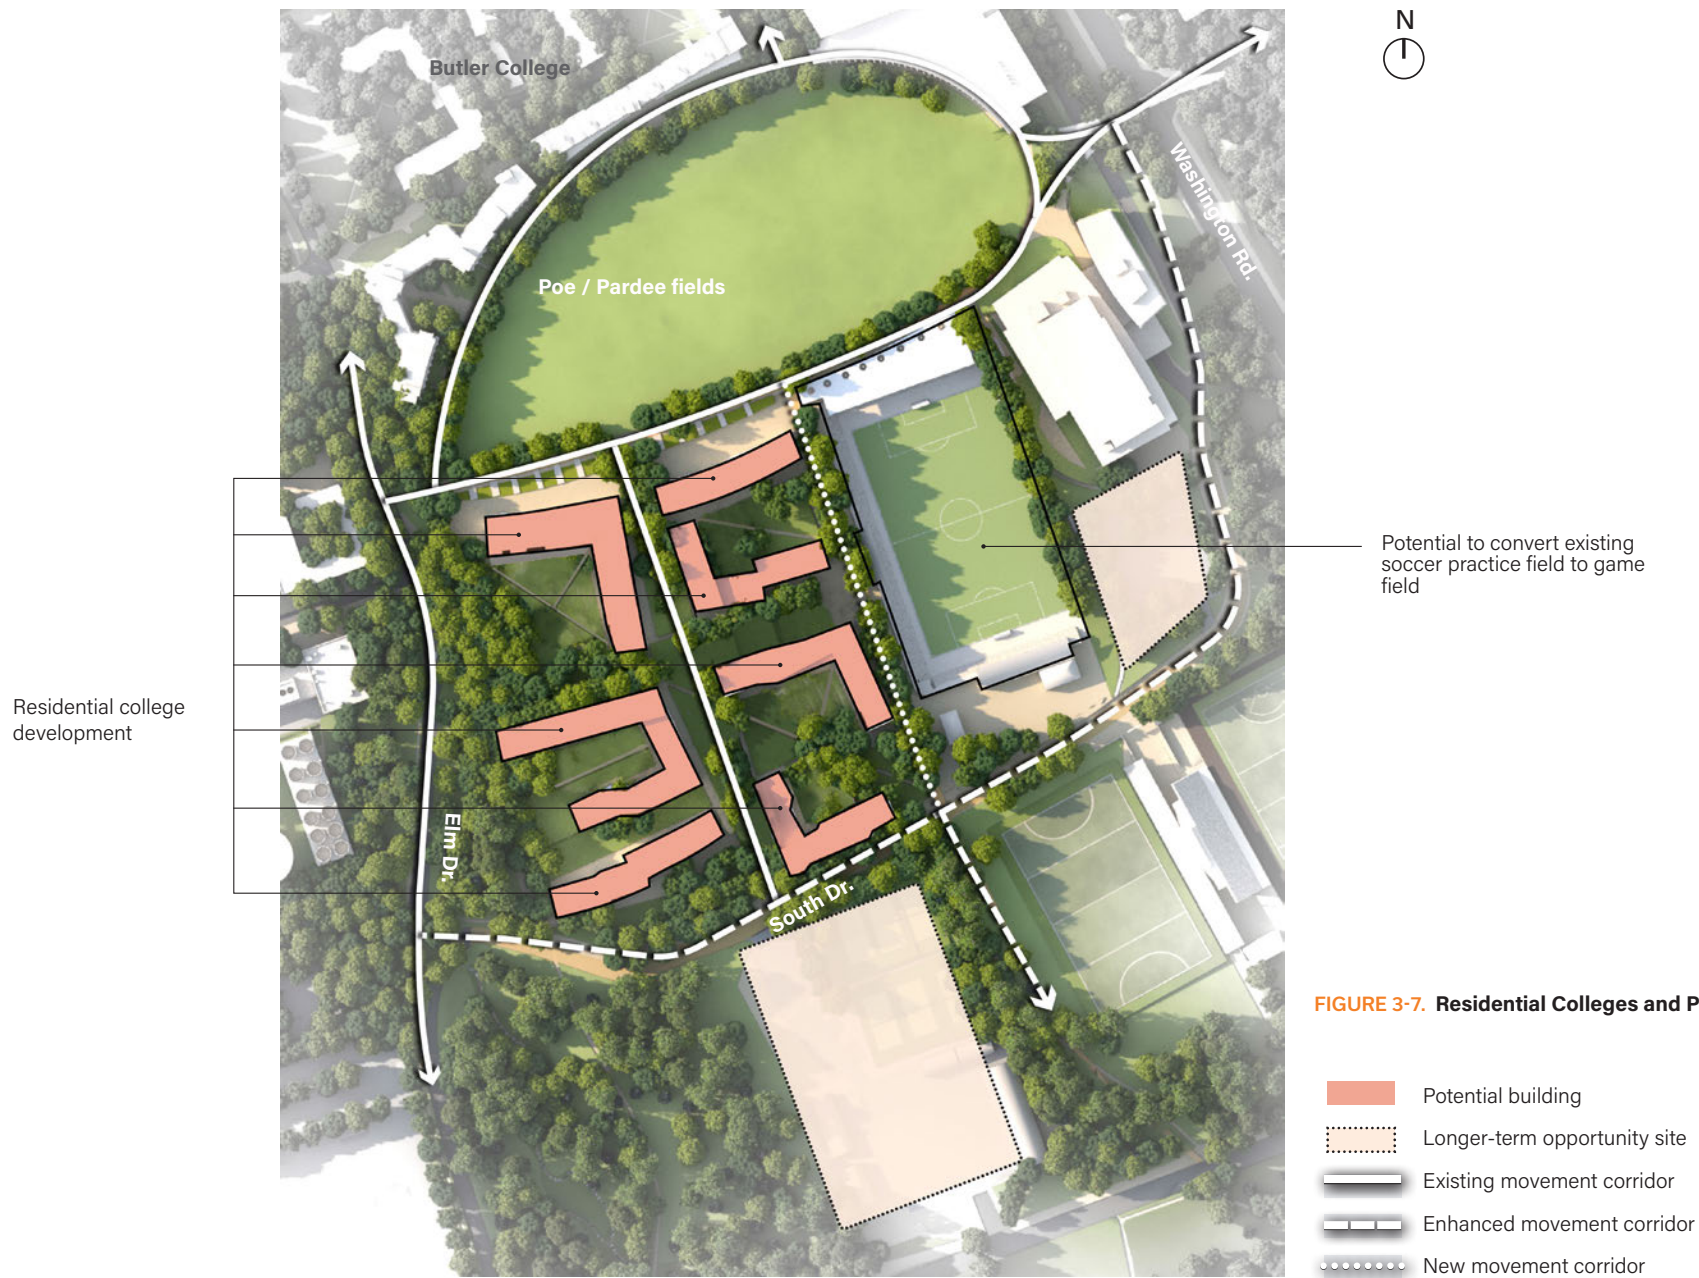 N
Butler College
Washington Rd.
Poe / Pardee fields
Potential to convert existing
soccer practice field to game
field
Residential college
development
Elm Dr.
South Dr.
FIGURE 3-7. Residential Colleges and P
Potential building
Longer-term opportunity site
Existing movement corridor
Enhanced movement corridor
New movement corridor